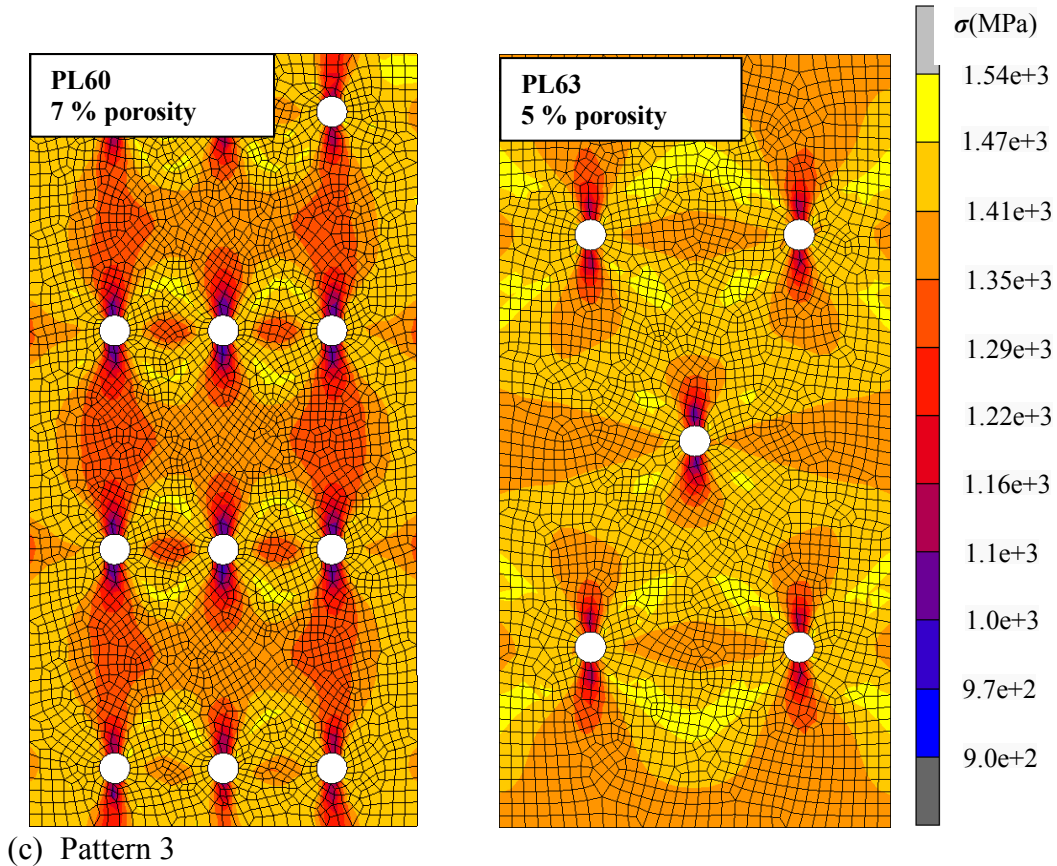 PL60
7 % porosity
PL63
5 % porosity
σ(MPa)
1.54e+3
1.47e+3
1.41e+3
1.35e+3
1.29e+3
1.22e+3
1.16e+3
1.1e+3
1.0e+3
9.7e+2
9.0e+2
(c) Pattern 3